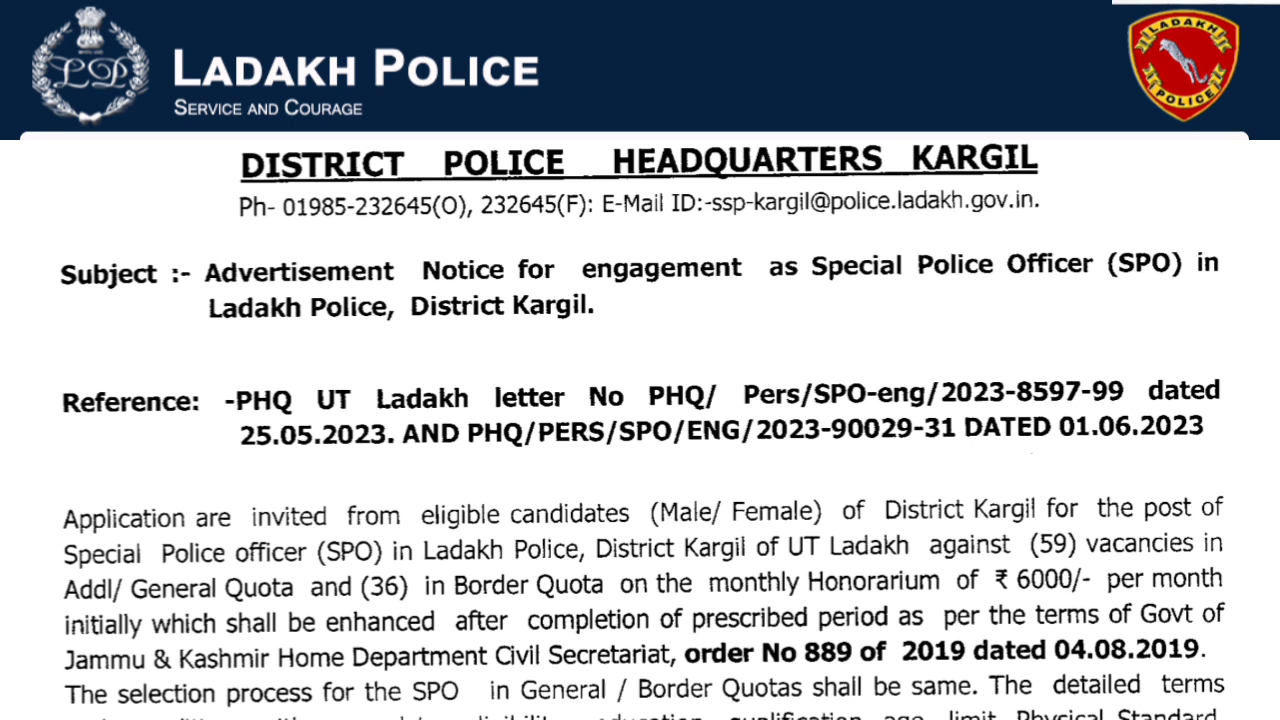 LADAKH POLICE
SERVICE AND COURAGE
LP
LADAKH
POLICE
DISTRICT POLICE HEADQUARTERS KARGIL
Ph- 01985-232645(O), 232645(F): E-Mail ID:-ssp-kargil@police.ladakh.gov.in.
Subject :- Advertisement Notice for engagement as Special Police Officer (SPO) in
Ladakh Police, District Kargil.
Reference: -PHQ UT Ladakh letter No PHQ/ Pers/SPO-eng/2023-8597-99 dated
25.05.2023. AND PHQ/PERS/SPO/ENG/2023-90029-31 DATED 01.06.2023
Application are invited from eligible candidates (Male/ Female) of District Kargil for the post of
Special Police officer (SPO) in Ladakh Police, District Kargil of UT Ladakh against (59) vacancies in
Addl/ General Quota and (36) in Border Quota on the monthly Honorarium of ₹ 6000/- per month
initially which shall be enhanced after completion of prescribed period as per the terms of Govt of
Jammu & Kashmir Home Department Civil Secretariat, order No 889 of 2019 dated 04.08.2019.
The selection process for the SPO in General / Border Quotas shall be same. The detailed terms
eligibility, education qualification age limit Physical Standard